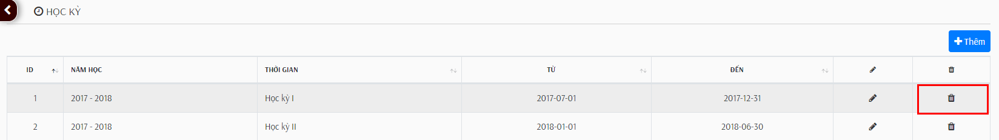 HỌC KỲ
Thêm
ID NĂM HỌC THỜI GIAN TỪ ĐẾN
1 2017 - 2018 Học kỳ I 2017-07-01 2017-12-31
2 2017 - 2018 Học kỳ II 2018-01-01 2018-06-30